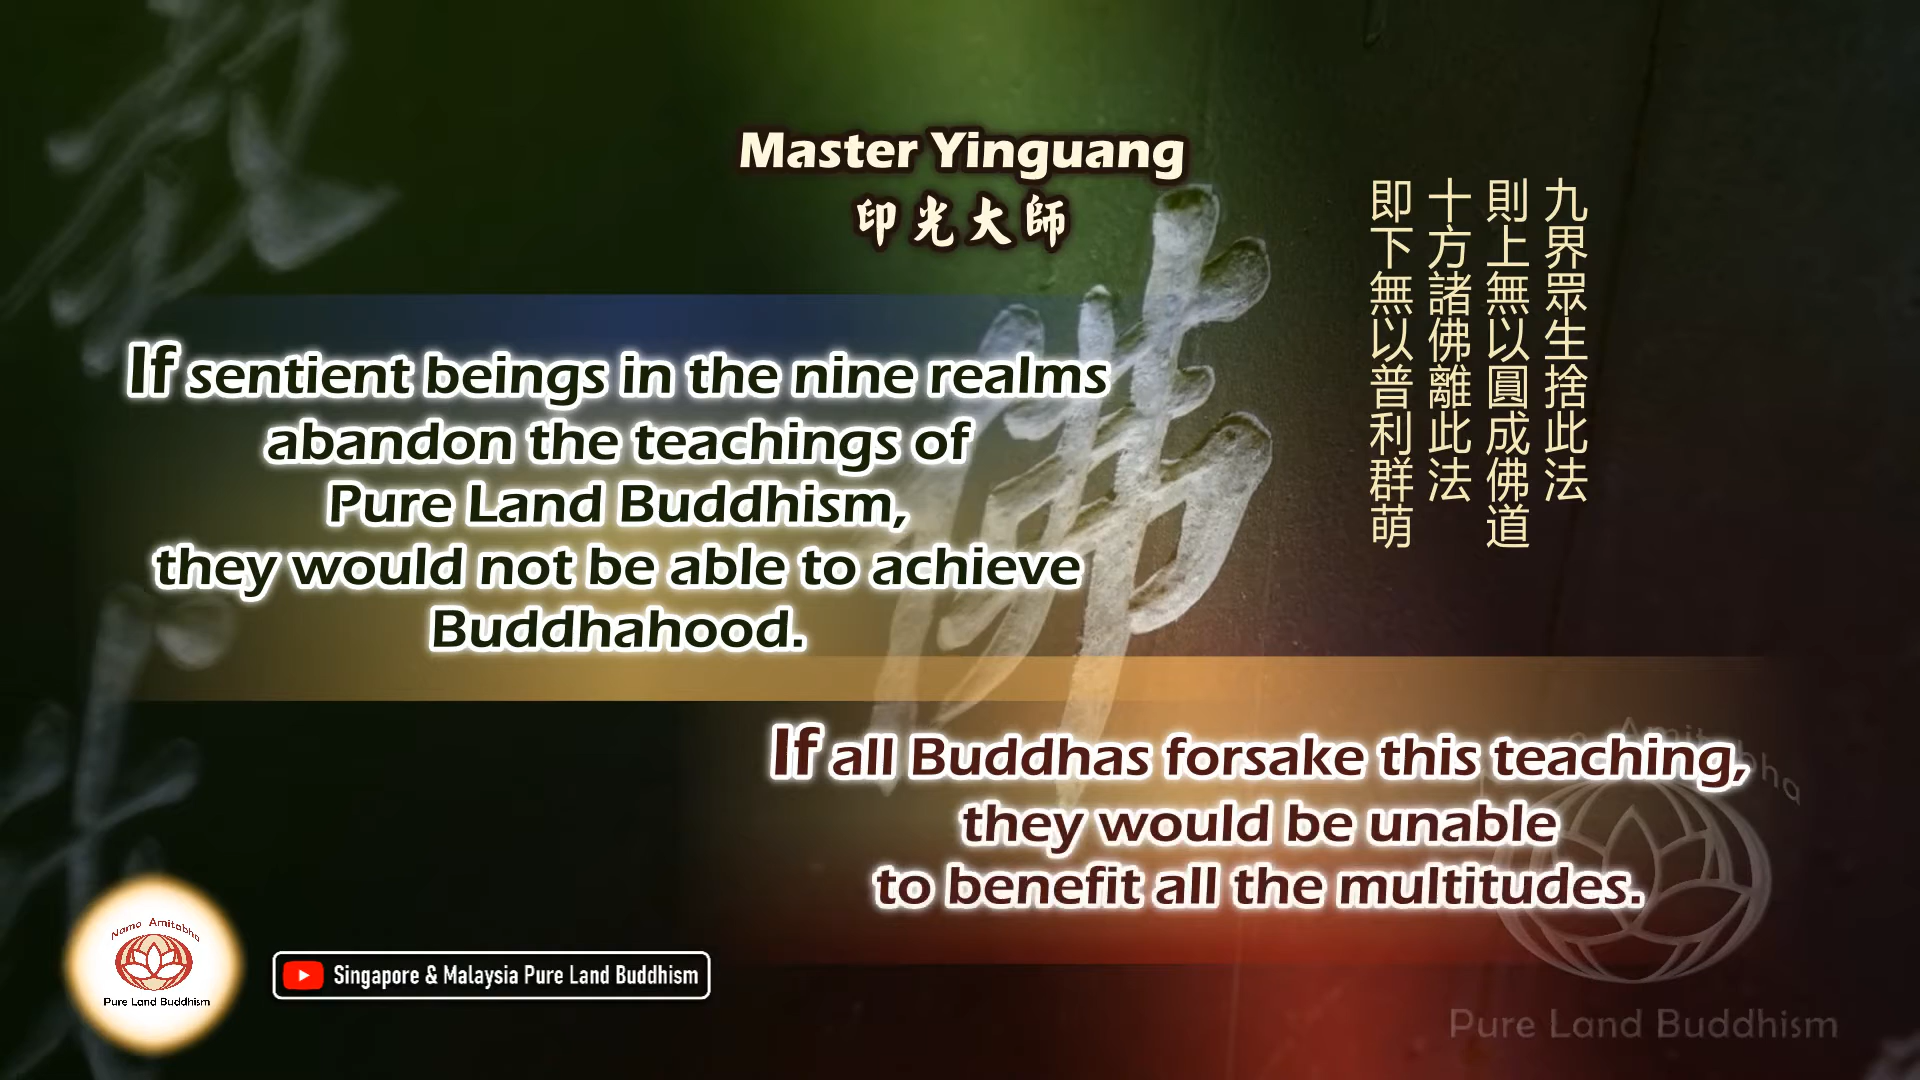 Master Yinguang
印光大師
九界眾生捨此法
則上無以圓成佛道
十方諸佛離此法
即下無以普利群萌
If sentient beings in the nine realms
abandon the teachings of
Pure Land Buddhism,
they would not be able to achieve
Buddhahood.
佛
If all Buddhas forsake this teaching,
they would be unable
to benefit all the multitudes.
Namo Amitabha
Pure Land Buddhism
Singapore & Malaysia Pure Land Buddhism
Pure Land Buddhism